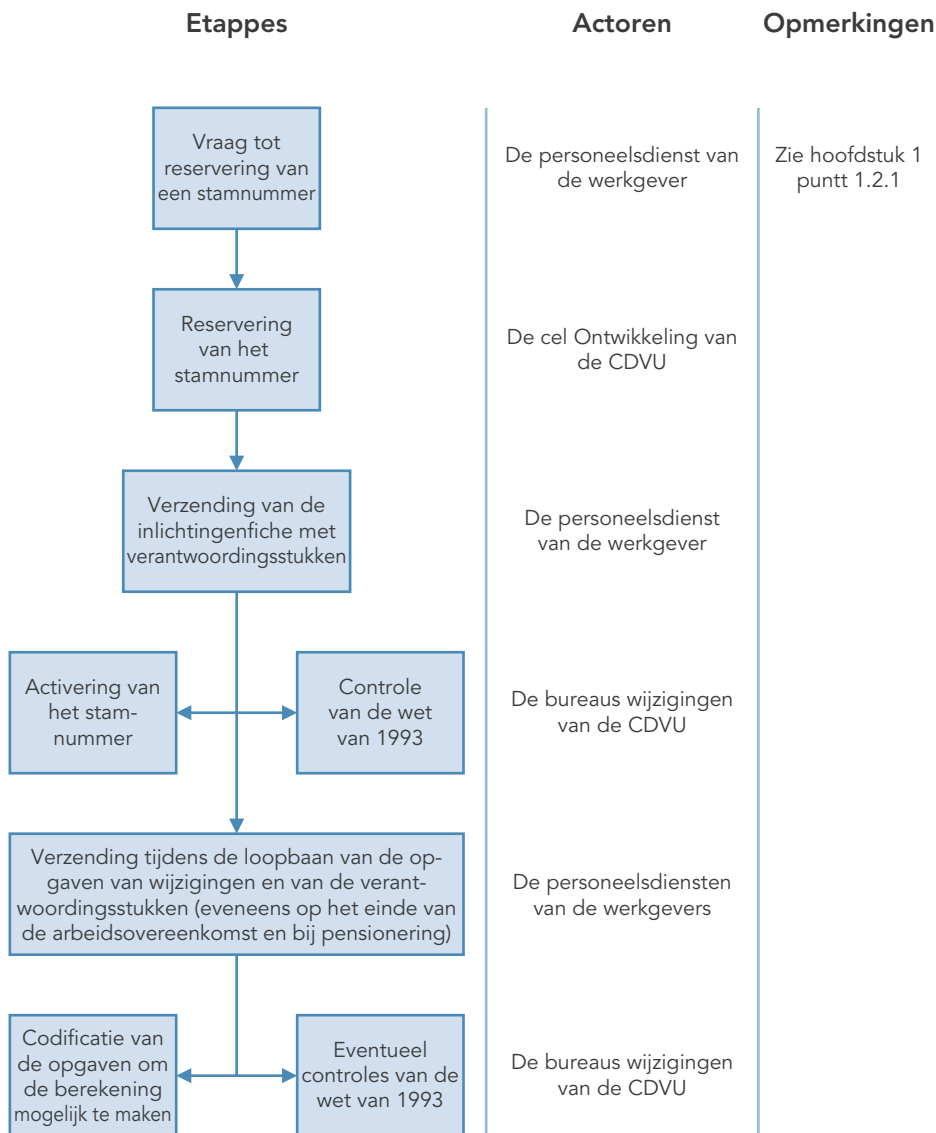 Etappes
Actoren
Opmerkingen
Vraag tot
reservering van
een stamnummer
De personeelsdienst van
de werkgever
Zie hoofdstuk 1
puntt 1.2.1
Reservering
van het
stamnummer
De cel Ontwikkeling van
de CDVU
Verzending van de
inlichtingenfiche met
verantwoordingsstukken
De personeelsdienst
van de werkgever
Activering van
het stam-
nummer
Controle
van de wet
van 1993
De bureaus wijzigingen
van de CDVU
Verzending tijdens de loopbaan van de op-
gaven van wijzigingen en van de verant-
woordingsstukken (eveneens op het einde van
de arbeidsovereenkomst en bij pensionering)
De personeelsdiensten
van de werkgevers
Codificatie van
de opgaven om
de berekening
mogelijk te maken
Eventueel
controles van de
wet van 1993
De bureaus wijzigingen
van de CDVU